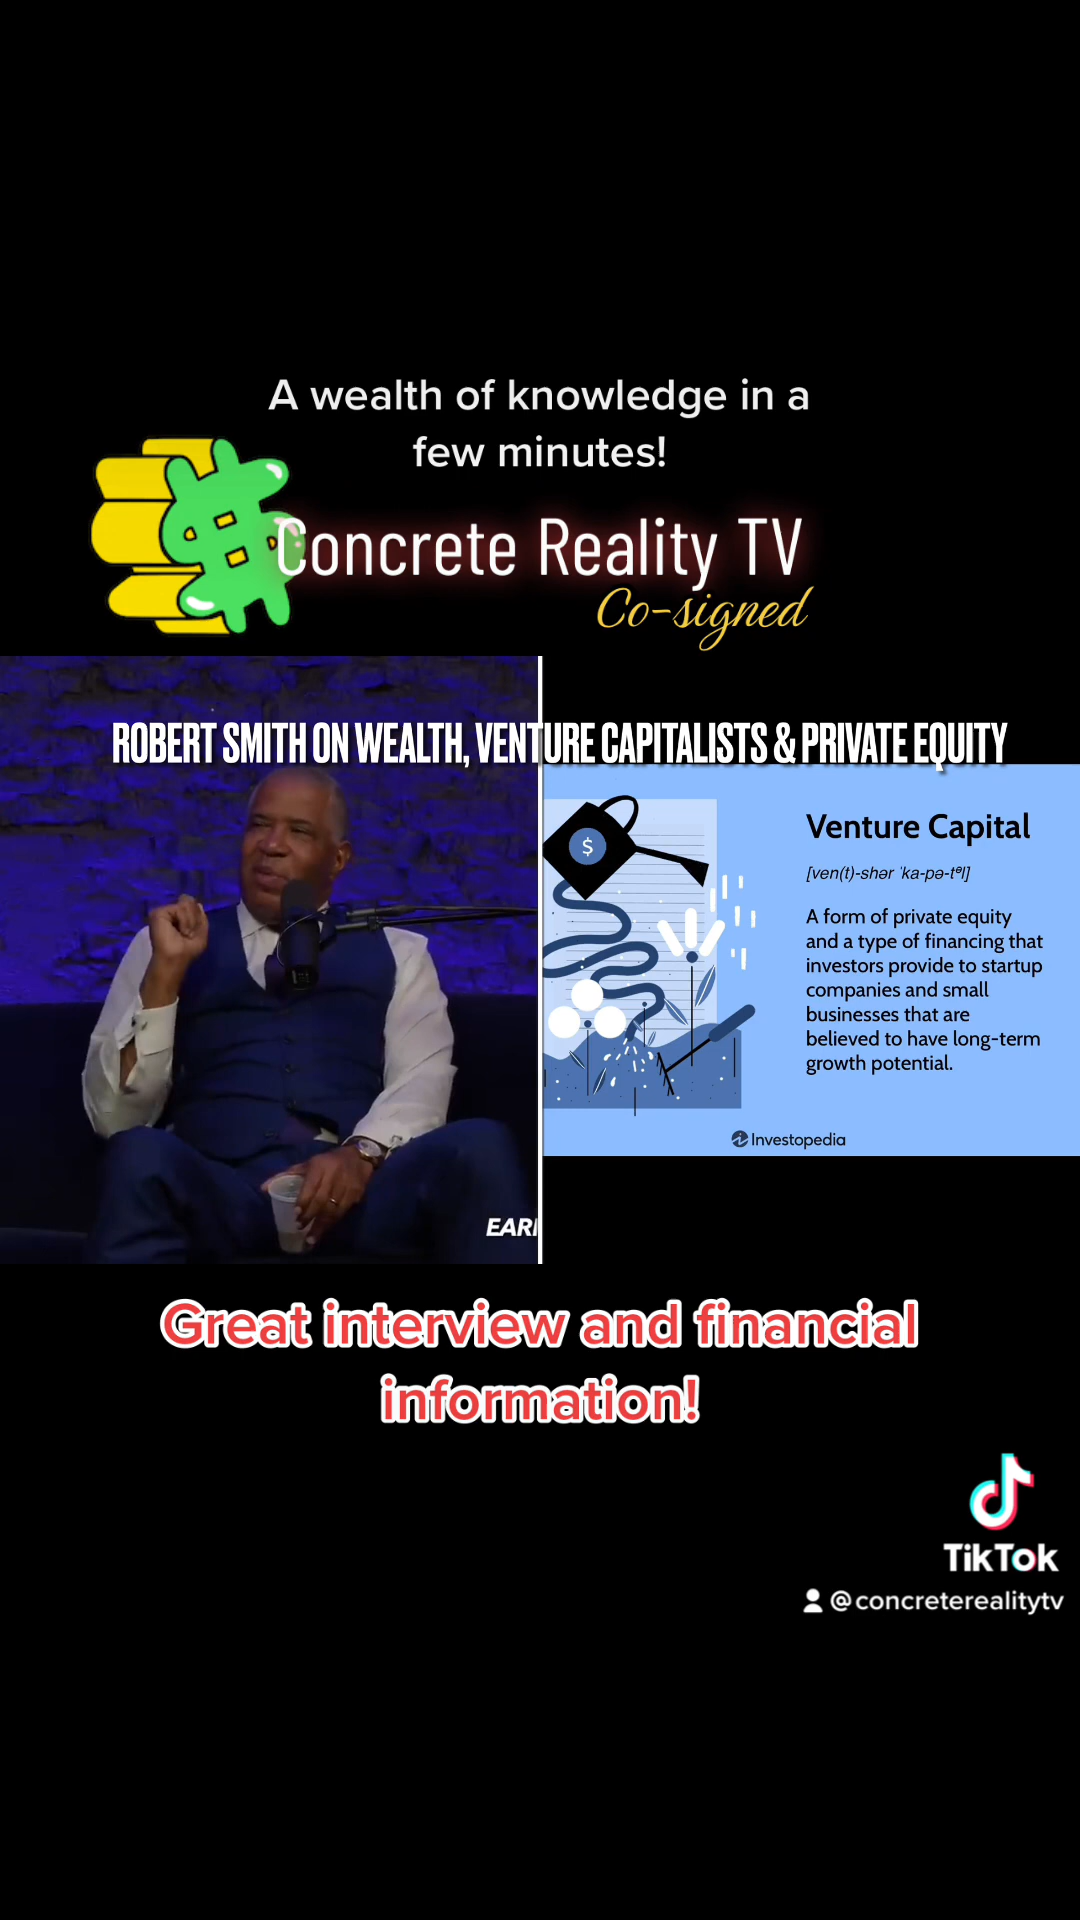 A wealth of knowledge in a
few minutes!
Concrete Reality TV
Co-signed
ROBERT SMITH ON WEALTH, VENTURE CAPITALISTS & PRIVATE EQUITY
$
Venture Capital
[ven(t)-shər ˈka-pə-tᵊl]
A form of private equity
and a type of financing that
investors provide to startup
companies and small
businesses that are
believed to have long-term
growth potential.
Investopedia
EAR
Great interview and financial
information!
TikTok
@concreterealitytv